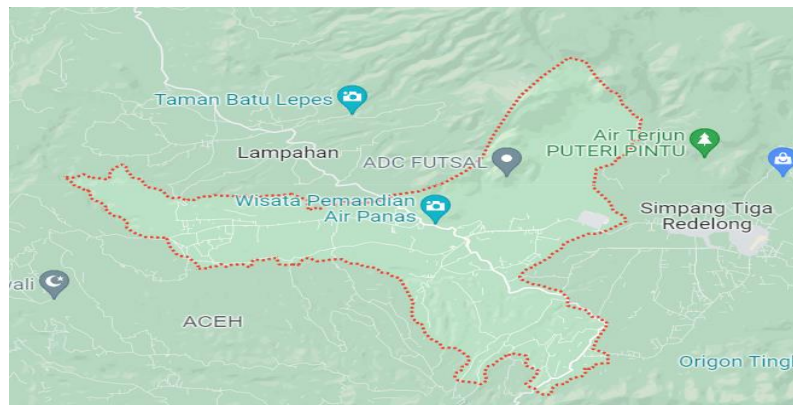 Taman Batu Lepes
Lampahan
ADC FUTSAL
Air Terjun
PUTERI PINTU
Wisata Pemandian
Air Panas
Simpang Tiga
Redelong
ali
ACEH
Origon Ting